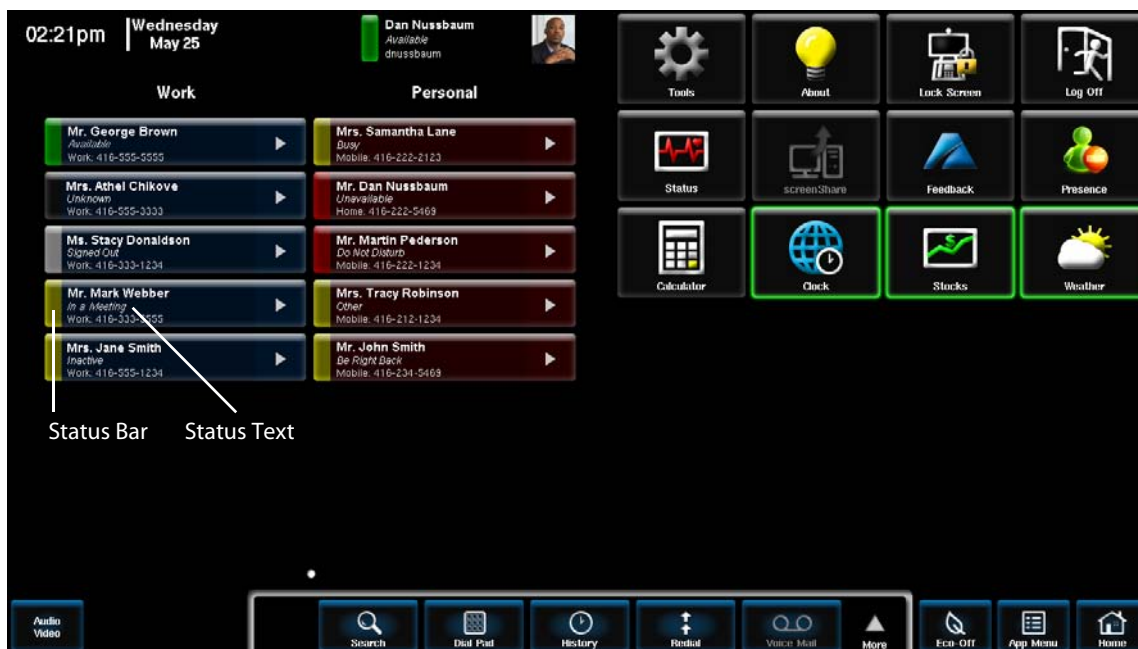 02:21pm
Wednesday
May 25
Dan Nussbaum
Available
dnussbaum
Work
Mr. George Brown
Available
Work: 416-555-5555
Mrs. Athel Chikove
Unknown
Work: 416-555-3333
Ms. Stacy Donaldson
Signed Out
Work: 416-333-1234
Mr. Mark Webber
In a Meeting
Work: 416-333-5555
Mrs. Jane Smith
Inactive
Work: 416-555-1234
Personal
Mrs. Samantha Lane
Busy
Mobile: 416-222-2123
Mr. Dan Nussbaum
Unavailable
Home: 416-222-5469
Mr. Martin Pederson
Do Not Disturb
Mobile: 416-222-1234
Mrs. Tracy Robinson
Other
Mobile: 416-212-1234
Mr. John Smith
Be Right Back
Mobile: 416-234-5469
Status Bar
Status Text
Tools
About
Lock Screen
Log Off
Status
screenShare
Feedback
Presence
Calculator
Clock
Stocks
Weather
Audio
Video
Search
Dial Pad
History
Redial
Voice Mail
More
Eco-Off
App Menu
Home